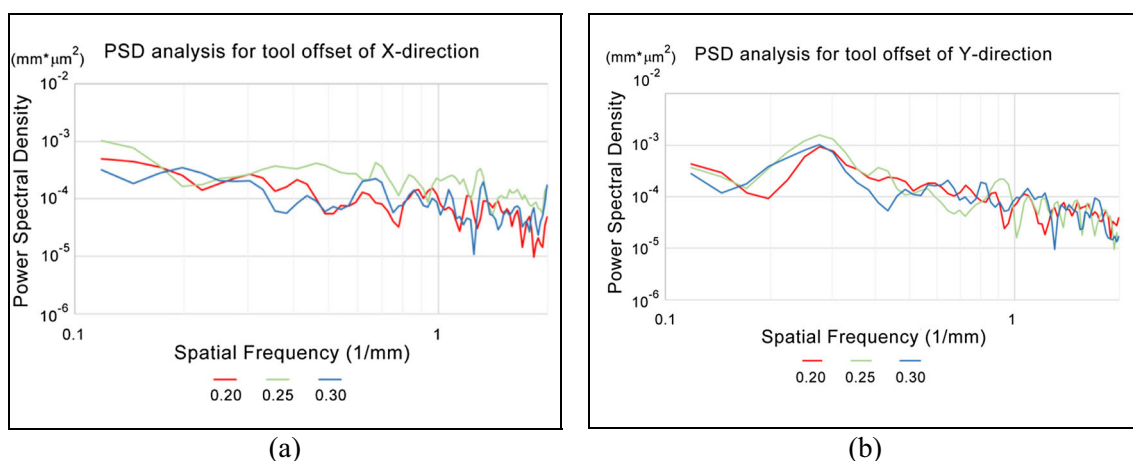 PSD analysis for tool offset of X-direction
(mm*μm²)
Power Spectral Density
10⁻²
10⁻³
10⁻⁴
10⁻⁵
10⁻⁶
0.1 1
Spatial Frequency (1/mm)
0.20 0.25 0.30
(a)
PSD analysis for tool offset of Y-direction
(mm*μm²)
Power Spectral Density
10⁻²
10⁻³
10⁻⁴
10⁻⁵
10⁻⁶
0.1 1
Spatial Frequency (1/mm)
0.20 0.25 0.30
(b)